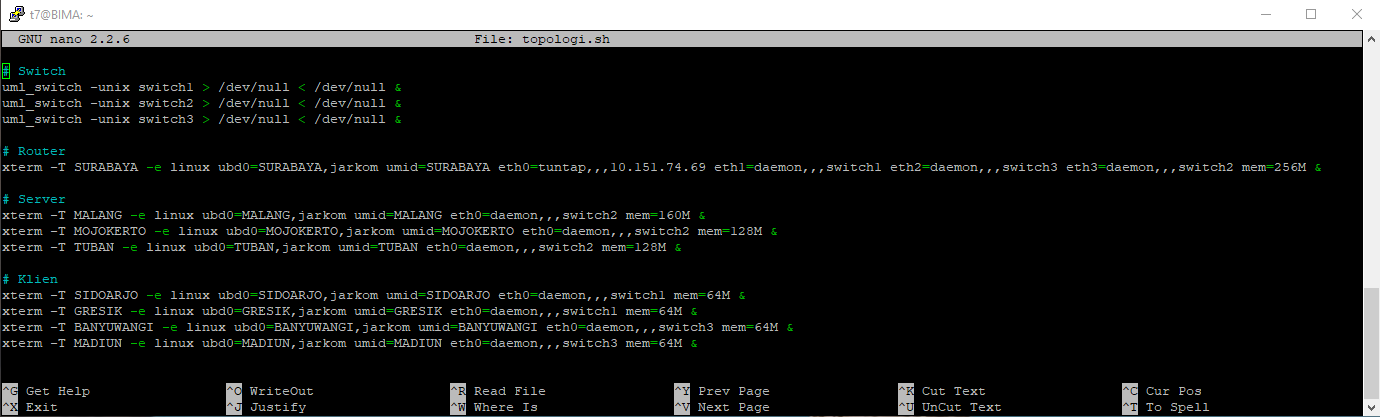 t7@BIMA: ~
GNU nano 2.2.6 File: topologi.sh
# Switch
uml_switch -unix switch1 > /dev/null < /dev/null &
uml_switch -unix switch2 > /dev/null < /dev/null &
uml_switch -unix switch3 > /dev/null < /dev/null &
# Router
xterm -T SURABAYA -e linux ubd0=SURABAYA,jarkom umid=SURABAYA eth0=tuntap,,,10.151.74.69 eth1=daemon,,,switch1 eth2=daemon,,,switch3 eth3=daemon,,,switch2 mem=256M &
# Server
xterm -T MALANG -e linux ubd0=MALANG,jarkom umid=MALANG eth0=daemon,,,switch2 mem=160M &
xterm -T MOJOKERTO -e linux ubd0=MOJOKERTO,jarkom umid=MOJOKERTO eth0=daemon,,,switch2 mem=128M &
xterm -T TUBAN -e linux ubd0=TUBAN,jarkom umid=TUBAN eth0=daemon,,,switch2 mem=128M &
# Klien
xterm -T SIDOARJO -e linux ubd0=SIDOARJO,jarkom umid=SIDOARJO eth0=daemon,,,switch1 mem=64M &
xterm -T GRESIK -e linux ubd0=GRESIK,jarkom umid=GRESIK eth0=daemon,,,switch1 mem=64M &
xterm -T BANYUWANGI -e linux ubd0=BANYUWANGI,jarkom umid=BANYUWANGI eth0=daemon,,,switch3 mem=64M &
xterm -T MADIUN -e linux ubd0=MADIUN,jarkom umid=MADIUN eth0=daemon,,,switch3 mem=64M &
^G Get Help ^O WriteOut ^R Read File ^Y Prev Page ^K Cut Text ^C Cur Pos
^X Exit ^J Justify ^W Where Is ^V Next Page ^U UnCut Text ^T To Spell